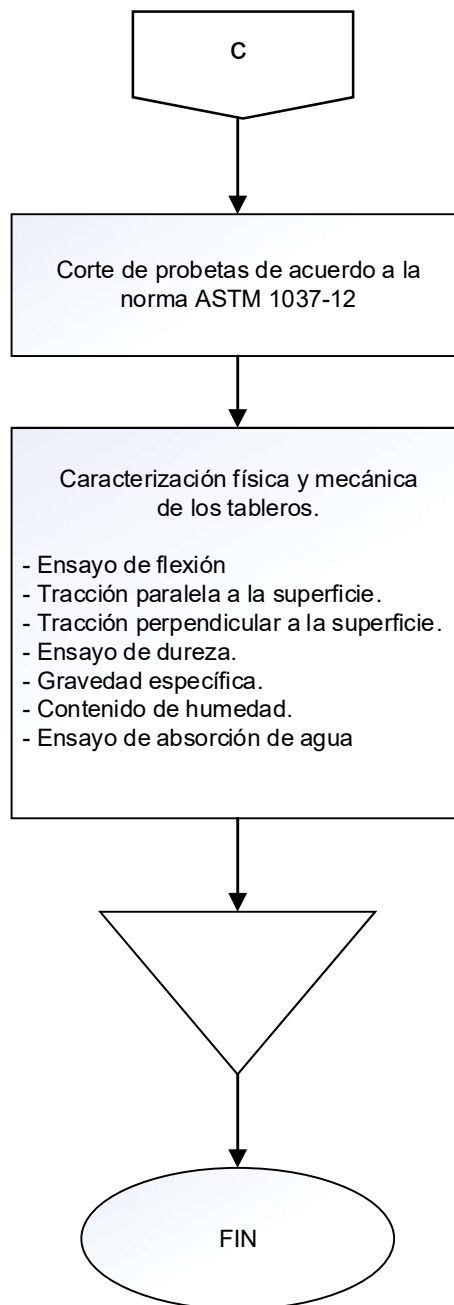 C
Corte de probetas de acuerdo a la
norma ASTM 1037-12
Caracterización física y mecánica
de los tableros.
- Ensayo de flexión
- Tracción paralela a la superficie.
- Tracción perpendicular a la superficie.
- Ensayo de dureza.
- Gravedad específica.
- Contenido de humedad.
- Ensayo de absorción de agua
FIN